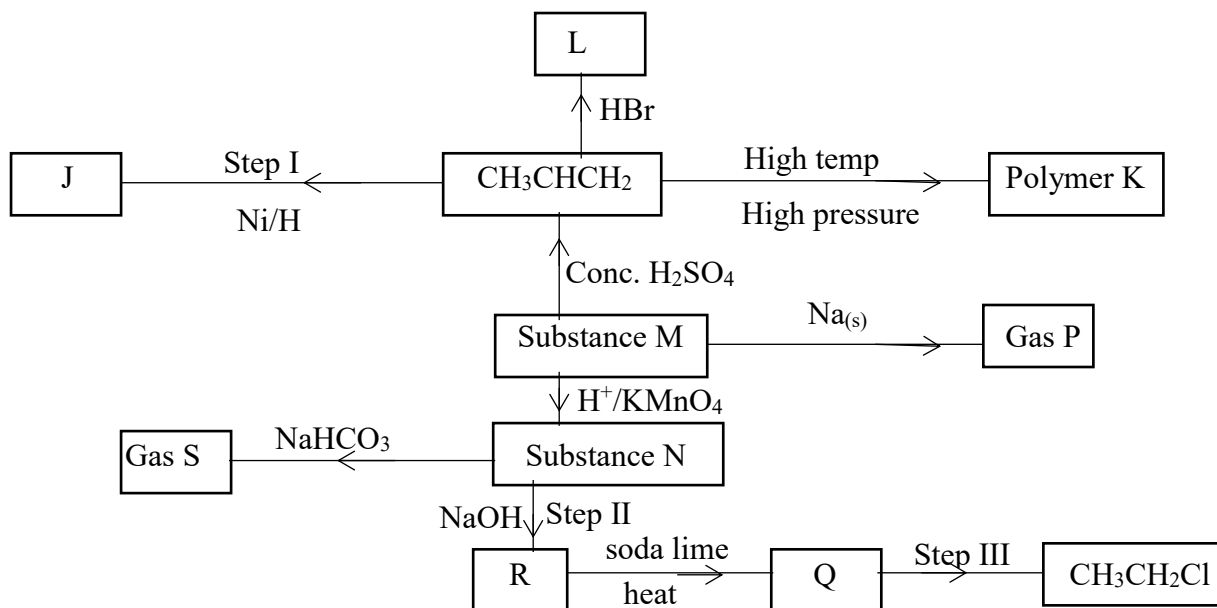 L
HBr
J
Step I
Ni/H
CH₃CHCH₂
High temp
High pressure
Polymer K
Conc. H₂SO₄
Substance M
Na₍ₛ₎
Gas P
H⁺/KMnO₄
Gas S
NaHCO₃
Substance N
NaOH
Step II
R
soda lime
heat
Q
Step III
CH₃CH₂Cl